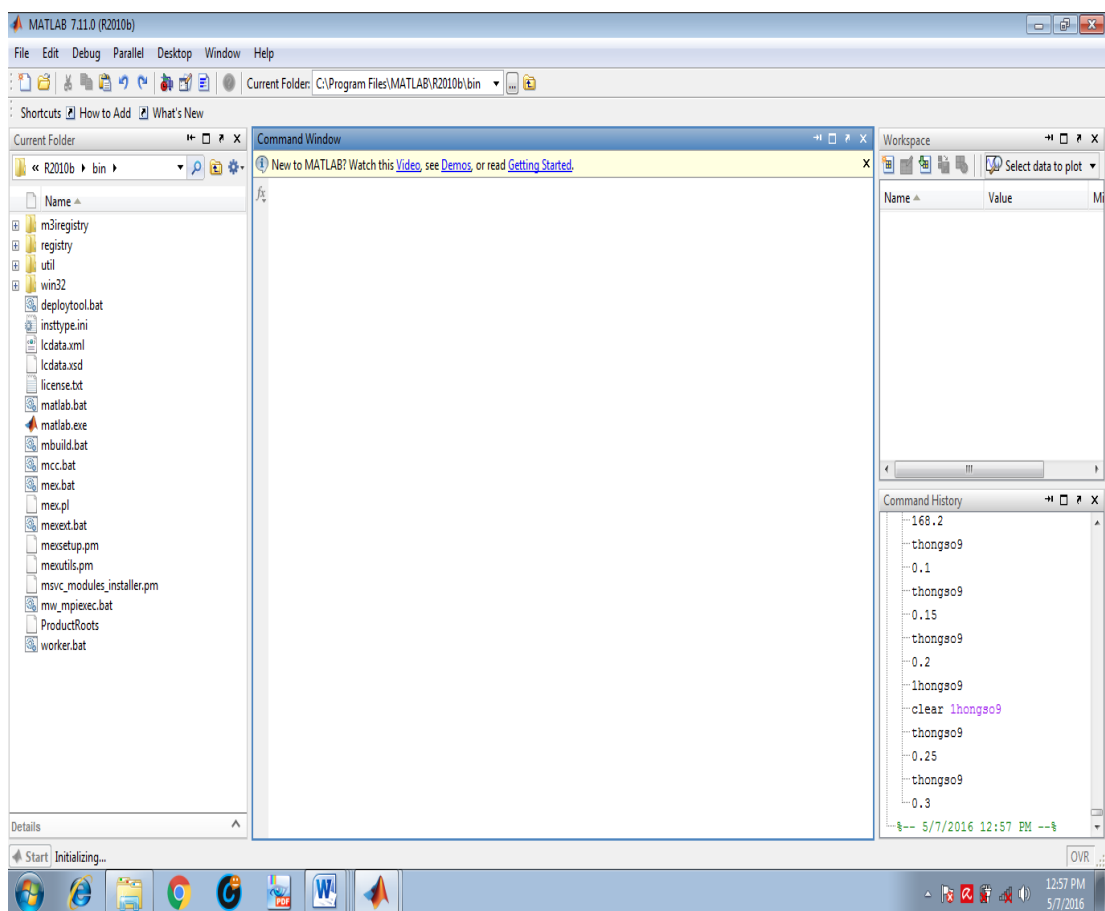 MATLAB 7.11.0 (R2010b)
File Edit Debug Parallel Desktop Window Help
Current Folder: C:\Program Files\MATLAB\R2010b\bin
Shortcuts How to Add What's New
Current Folder
« R2010b bin
Name
m3iregistry
registry
util
win32
deploytool.bat
insttype.ini
lcdata.xml
lcdata.xsd
license.txt
matlab.bat
matlab.exe
mbuild.bat
mcc.bat
mex.bat
mex.pl
mexext.bat
mexsetup.pm
mexutils.pm
msvc_modules_installer.pm
mw_mpiexec.bat
ProductRoots
worker.bat
Details
Command Window
New to MATLAB? Watch this Video, see Demos, or read Getting Started.
fx
Workspace
Select data to plot
Name Value Mi
Command History
168.2
thongso9
0.1
thongso9
0.15
thongso9
0.2
1hongso9
clear 1hongso9
thongso9
0.25
thongso9
0.3
%-- 5/7/2016 12:57 PM --%
Start Initializing...
OVR
PDF
W
12:57 PM
5/7/2016